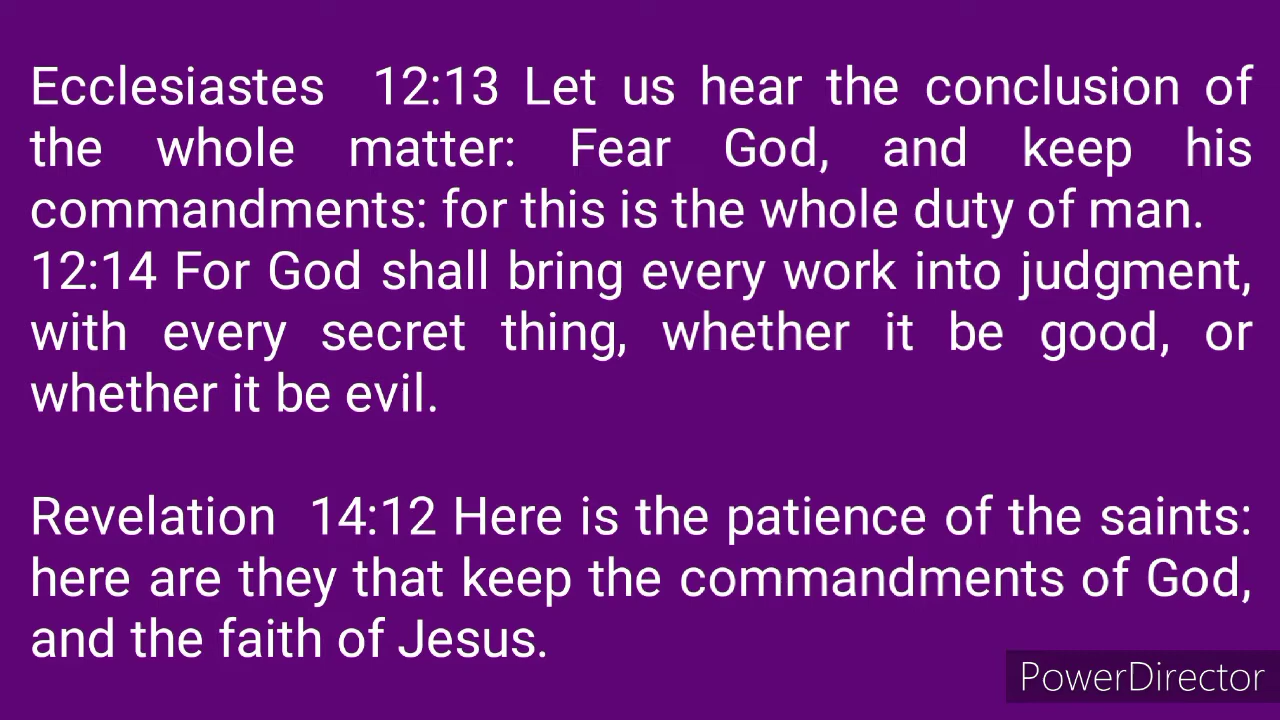 Ecclesiastes 12:13 Let us hear the conclusion of
the whole matter: Fear God, and keep his
commandments: for this is the whole duty of man.
12:14 For God shall bring every work into judgment,
with every secret thing, whether it be good, or
whether it be evil.
Revelation 14:12 Here is the patience of the saints:
here are they that keep the commandments of God,
and the faith of Jesus.
PowerDirector